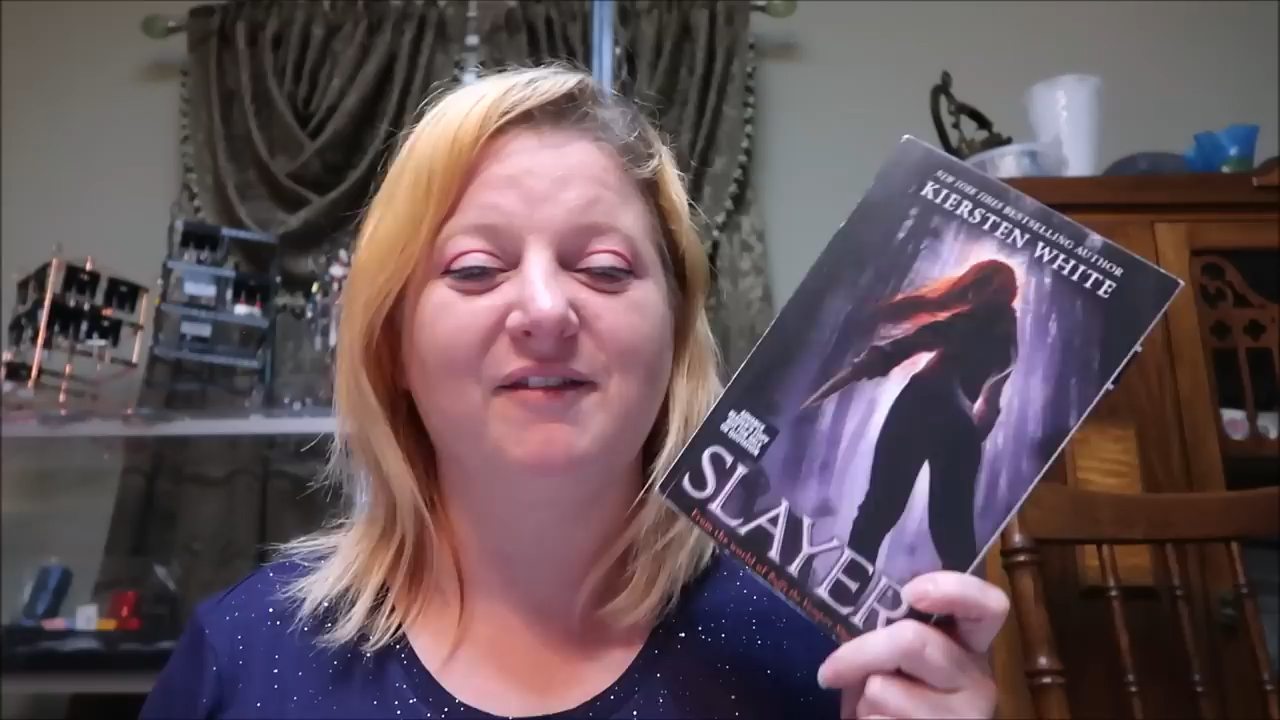 NEW YORK TIMES BESTSELLING AUTHOR
KIERSTEN WHITE
SLAYER
From the world of Buffy the Vampire